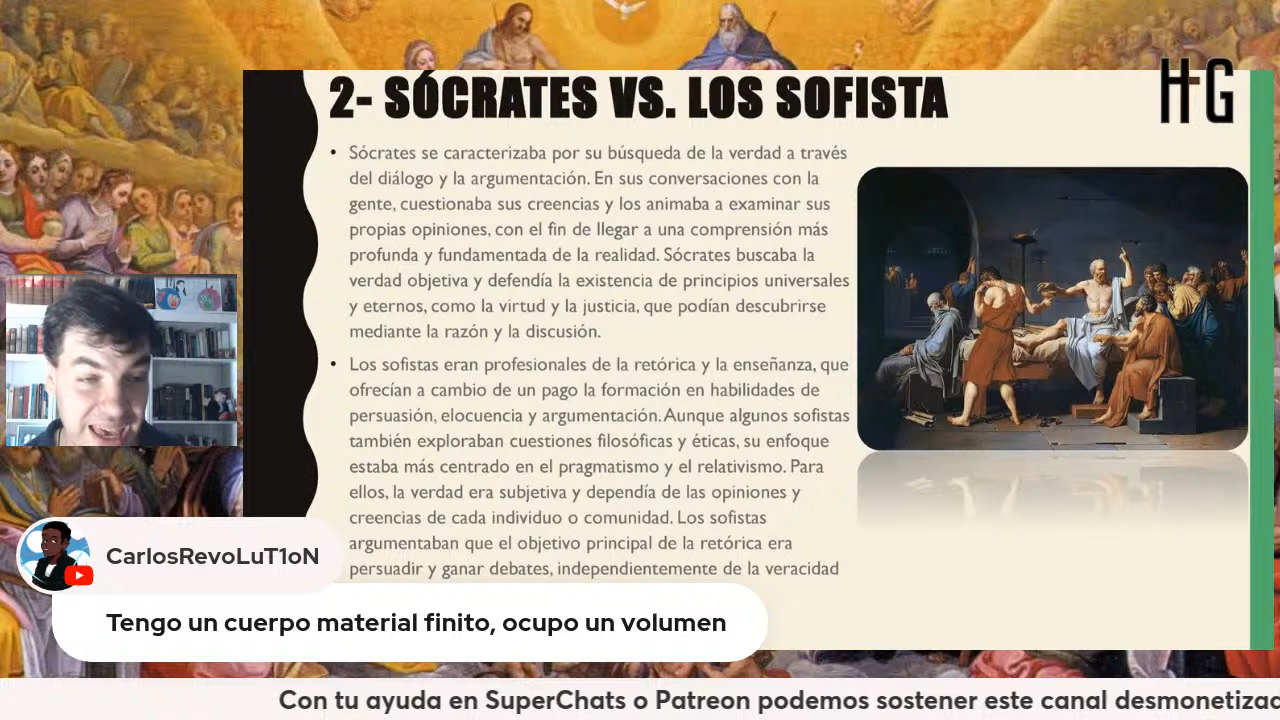 2- SÓCRATES VS. LOS SOFISTA
H-G
• Sócrates se caracterizaba por su búsqueda de la verdad a través
del diálogo y la argumentación. En sus conversaciones con la
gente, cuestionaba sus creencias y los animaba a examinar sus
propias opiniones, con el fin de llegar a una comprensión más
profunda y fundamentada de la realidad. Sócrates buscaba la
verdad objetiva y defendía la existencia de principios universales
y eternos, como la virtud y la justicia, que podían descubrirse
mediante la razón y la discusión.
• Los sofistas eran profesionales de la retórica y la enseñanza, que
ofrecían a cambio de un pago la formación en habilidades de
persuasión, elocuencia y argumentación. Aunque algunos sofistas
también exploraban cuestiones filosóficas y éticas, su enfoque
estaba más centrado en el pragmatismo y el relativismo. Para
ellos, la verdad era subjetiva y dependía de las opiniones y
creencias de cada individuo o comunidad. Los sofistas
argumentaban que el objetivo principal de la retórica era
persuadir y ganar debates, independientemente de la veracidad
CarlosRevoLuT1oN
Tengo un cuerpo material finito, ocupo un volumen
Con tu ayuda en SuperChats o Patreon podemos sostener este canal desmonetizad